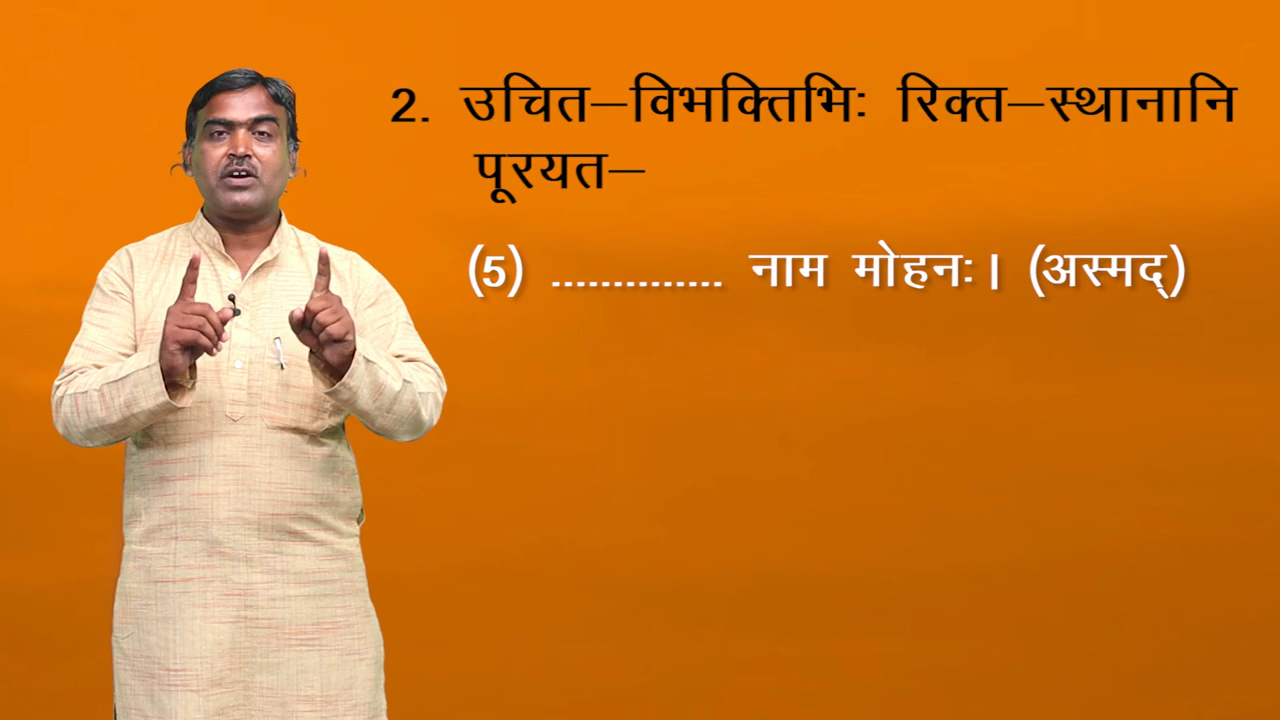 2. उचित–विभक्तिभिः रिक्त–स्थानानि
पूरयत–
(5) .............. नाम मोहनः। (अस्मद्)